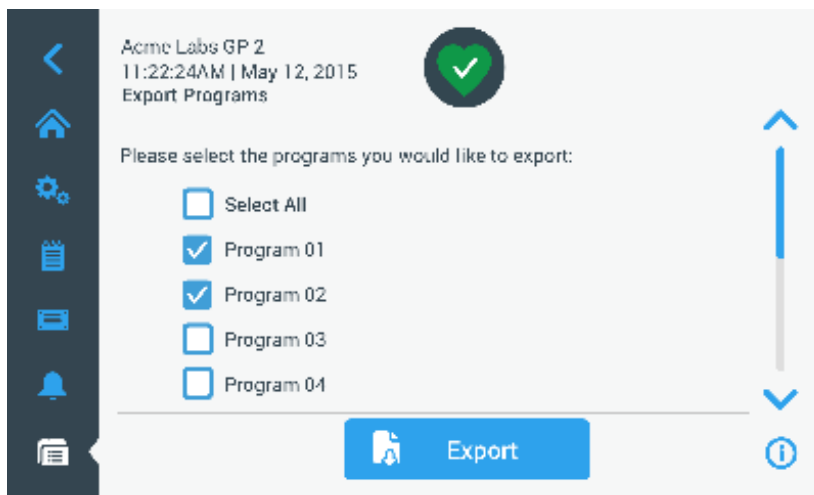 Acme Labs GP 2
11:22:24AM | May 12, 2015
Export Programs
Please select the programs you would like to export:
Select All
Program 01
Program 02
Program 03
Program 04
Export